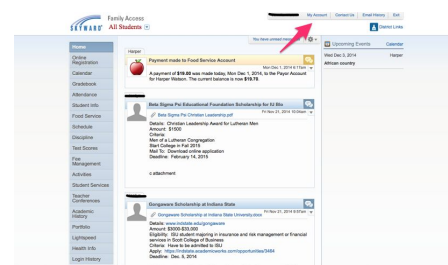 Family Access
SKYWARD All Students
My Account Contact Us Email History Exit
District Links
You have unread messages
Home
Online Registration
Calendar
Gradebook
Attendance
Student Info
Food Service
Schedule
Discipline
Test Scores
Fee Management
Activities
Student Services
Teacher Conferences
Academic History
Portfolio
Lightspeed
Health Info
Login History
Harper
Payment made to Food Service Account
Mon Dec 1, 2014 6:11am
A payment of $19.00 was made today, Mon Dec 1, 2014, to the Payor Account
for Harper Watson. The current balance is now $19.70.
Beta Sigma Psi Educational Foundation Scholarship for IU Blo
Fri Nov 21, 2014 10:04am
Beta Sigma Psi Christian Leadership.pdf
Details: Christian Leadership Award for Lutheran Men
Amount: $1500
Criteria:
Men of a Lutheran Congregation
Start College in Fall 2015
Mail To: Download online application
Deadline: February 14, 2015
c attachment
Gongaware Scholarship at Indiana State
Fri Nov 21, 2014 9:57am
Gongaware Scholarship at Indiana State University.docx
Details: www.indstate.edu/gongaware
Amount: $3000-$33,000
Eligibility: ISU student majoring in insurance and risk management or financial
services in Scott College of Business
Criteria: Have to be admitted to ISU
Apply: https://indstate.academicworks.com/opportunities/3464
Deadline: Dec. 5, 2014
Upcoming Events Calendar
Wed Dec 3, 2014 Harper
African country